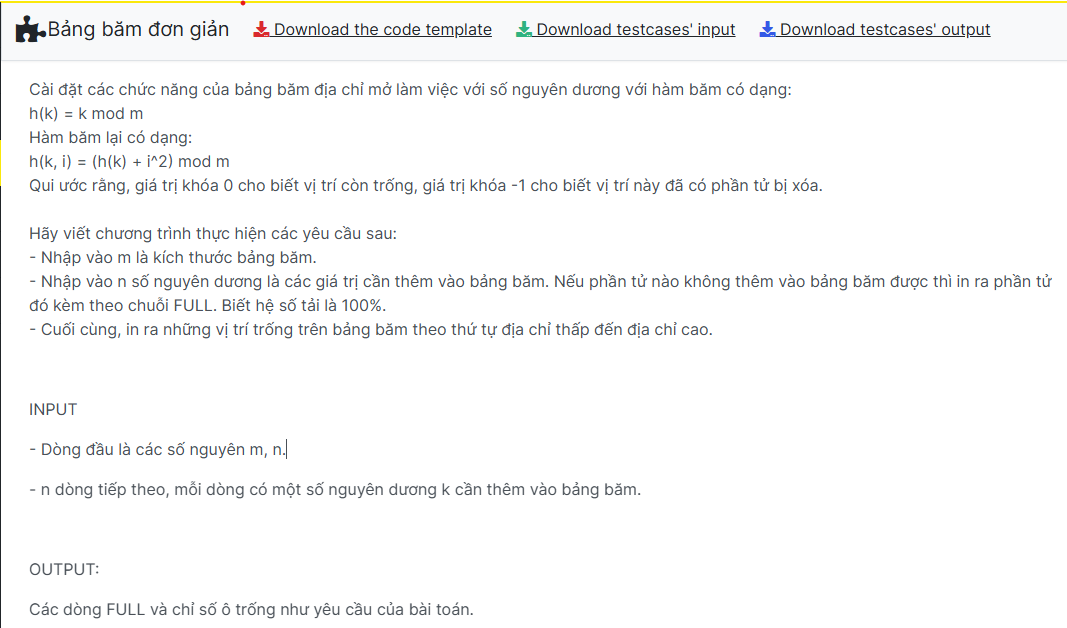 Bảng băm đơn giản Download the code template Download testcases' input Download testcases' output
Cài đặt các chức năng của bảng băm địa chỉ mở làm việc với số nguyên dương với hàm băm có dạng:
h(k) = k mod m
Hàm băm lại có dạng:
h(k, i) = (h(k) + i^2) mod m
Qui ước rằng, giá trị khóa 0 cho biết vị trí còn trống, giá trị khóa -1 cho biết vị trí này đã có phần tử bị xóa.
Hãy viết chương trình thực hiện các yêu cầu sau:
- Nhập vào m là kích thước bảng băm.
- Nhập vào n số nguyên dương là các giá trị cần thêm vào bảng băm. Nếu phần tử nào không thêm vào bảng băm được thì in ra phần tử
đó kèm theo chuỗi FULL. Biết hệ số tải là 100%.
- Cuối cùng, in ra những vị trí trống trên bảng băm theo thứ tự địa chỉ thấp đến địa chỉ cao.
INPUT
- Dòng đầu là các số nguyên m, n.
- n dòng tiếp theo, mỗi dòng có một số nguyên dương k cần thêm vào bảng băm.
OUTPUT:
Các dòng FULL và chỉ số ô trống như yêu cầu của bài toán.